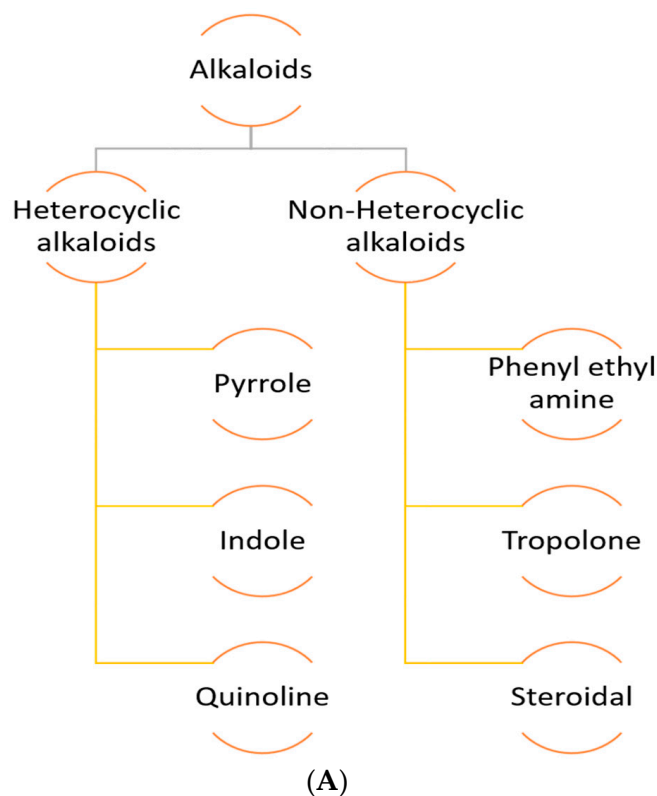 Alkaloids
Heterocyclic
alkaloids
Non-Heterocyclic
alkaloids
Pyrrole
Phenyl ethyl
amine
Indole
Tropolone
Quinoline
Steroidal
(A)